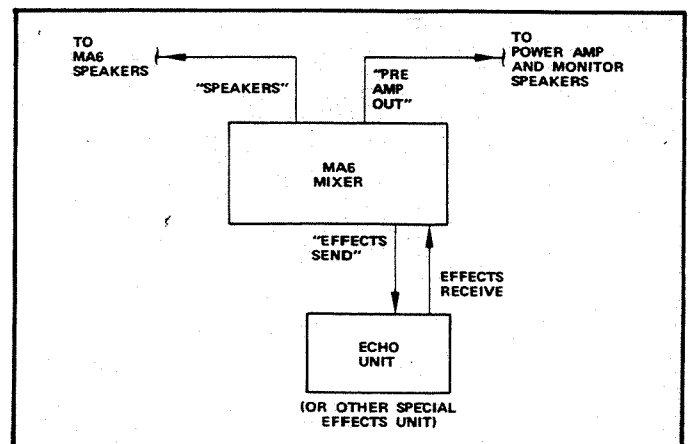 TO
MA6
SPEAKERS
"SPEAKERS"
"PRE
AMP
OUT"
TO
POWER AMP
AND MONITOR
SPEAKERS
MA6
MIXER
"EFFECTS
SEND"
EFFECTS
RECEIVE
ECHO
UNIT
(OR OTHER SPECIAL
EFFECTS UNIT)